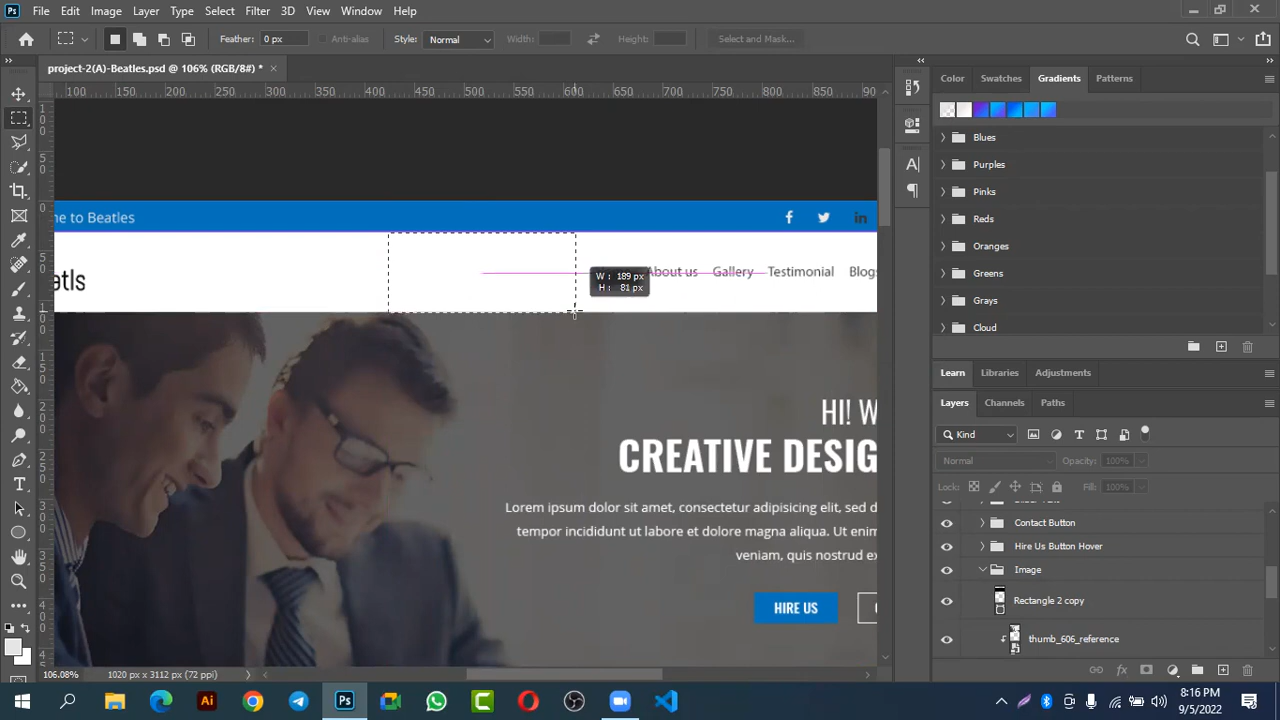 Ps File Edit Image Layer Type Select Filter 3D View Window Help
Feather: 0 px Anti-alias Style: Normal Width: Height: Select and Mask...
project-2(A)-Beatles.psd @ 106% (RGB/8#) * ×
Color Swatches Gradients Patterns
100 150 200 250 300 350 400 450 500 550 600 650 700 750 800 850 90
Blues
Purples
Pinks
Reds
Oranges
Greens
Grays
Cloud
ne to Beatles
in
etls
About us Gallery Testimonial Blogs
W : 189 px
H : 81 px
HI! W
CREATIVE DESIG
Lorem ipsum dolor sit amet, consectetur adipisicing el
tempor incididunt ut labore et dolore magna aliqua. Ut enim
veniam, quis nostrud ex
HIRE US
Learn Libraries Adjustments
Layers Channels Paths
Kind
Normal Opacity: 100%
Lock: Fill: 100%
Contact Button
Hire Us Button Hover
Image
Rectangle 2 copy
thumb_606_reference
106.08% 1020 px x 3112 px (72 ppi)
Ai Ps
8:16 PM
9/5/2022